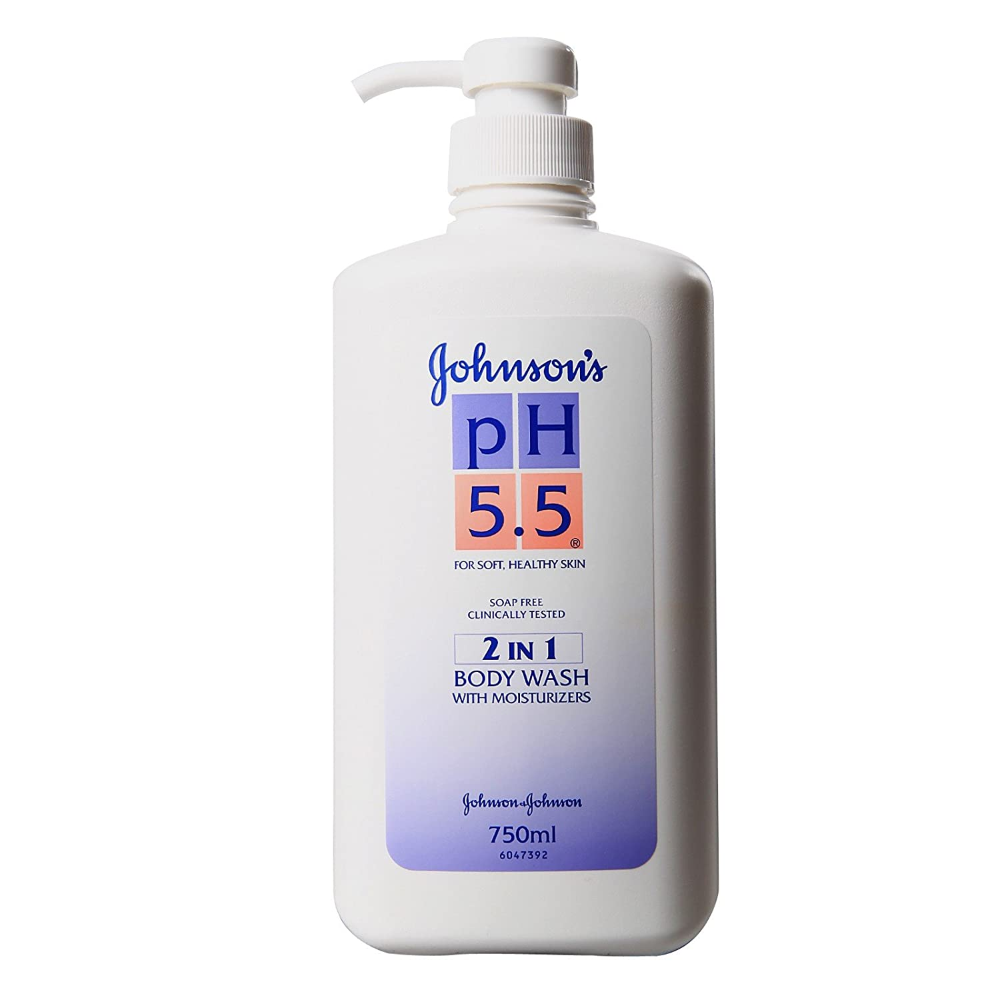 Johnson's
pH
5.5®
FOR SOFT, HEALTHY SKIN
SOAP FREE
CLINICALLY TESTED
2 IN 1
BODY WASH
WITH MOISTURIZERS
Johnson & Johnson
750ml
6047392